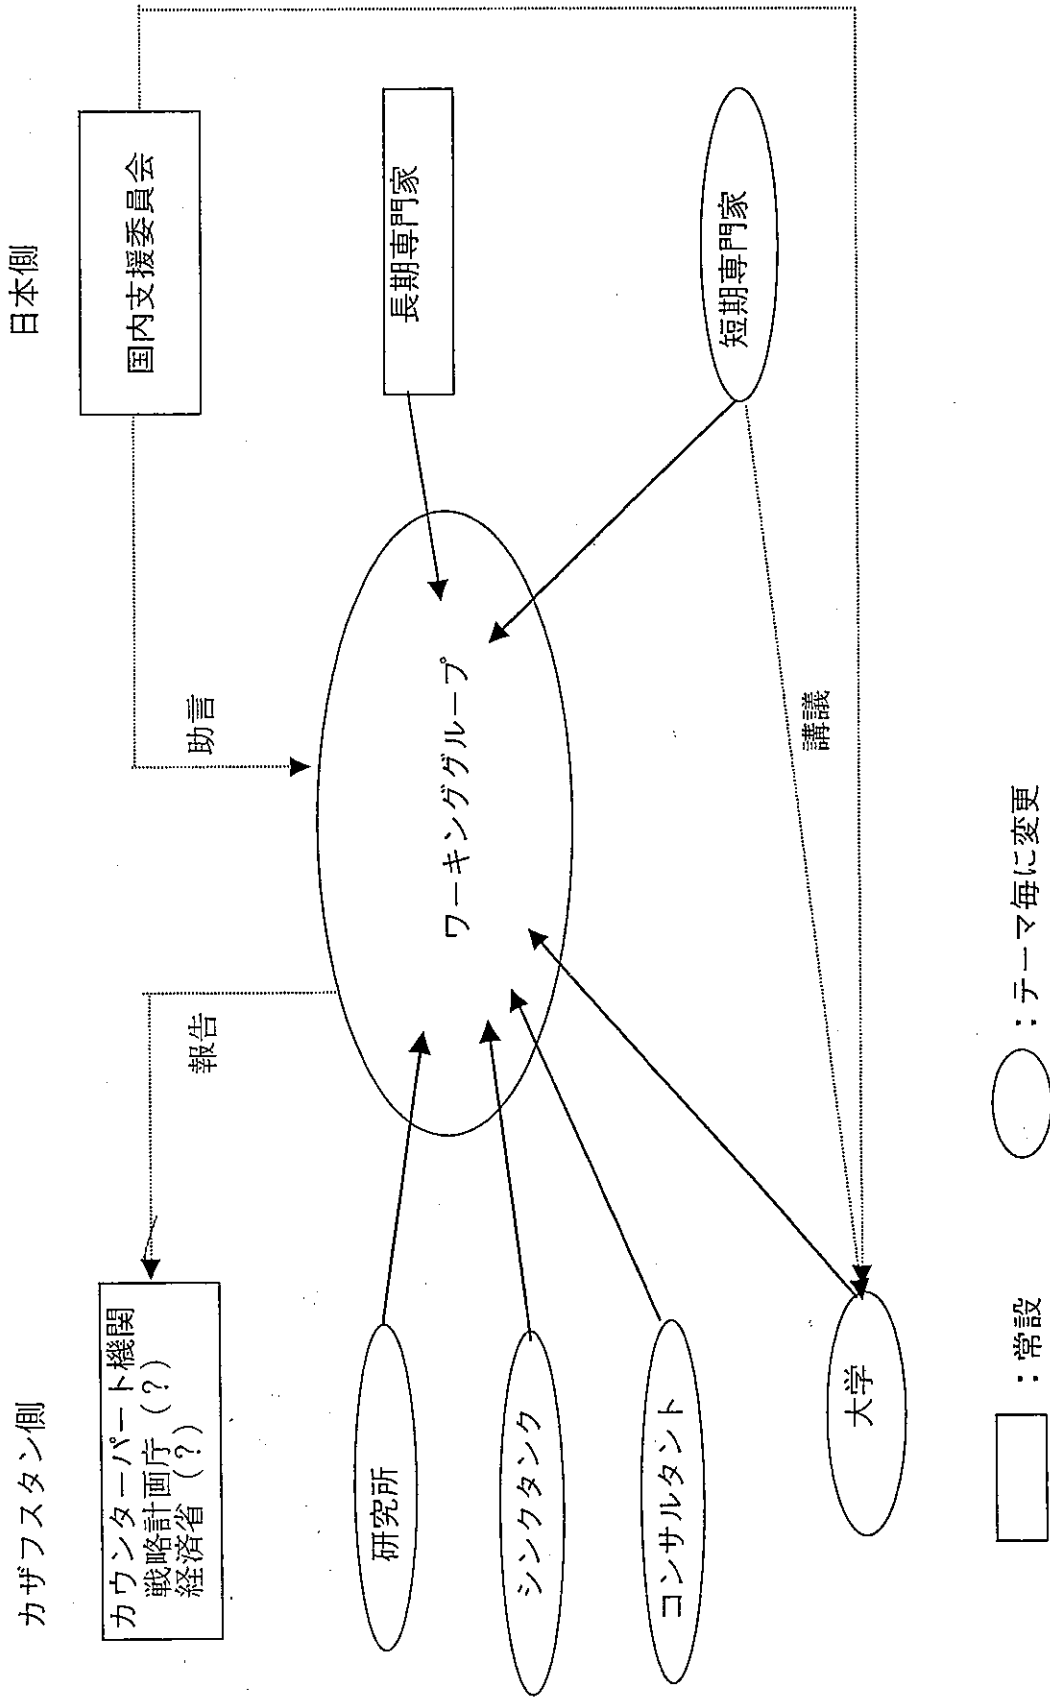 カザフスタン側
日本側
カウンターパート機関
戦略計画庁（？）
経済省（？）
国内支援委員会
報告
助言
研究所
長期専門家
ワーキンググループ
シンクタンク
コンサルタント
短期専門家
講議
大学
：常設
：テーマ毎に変更